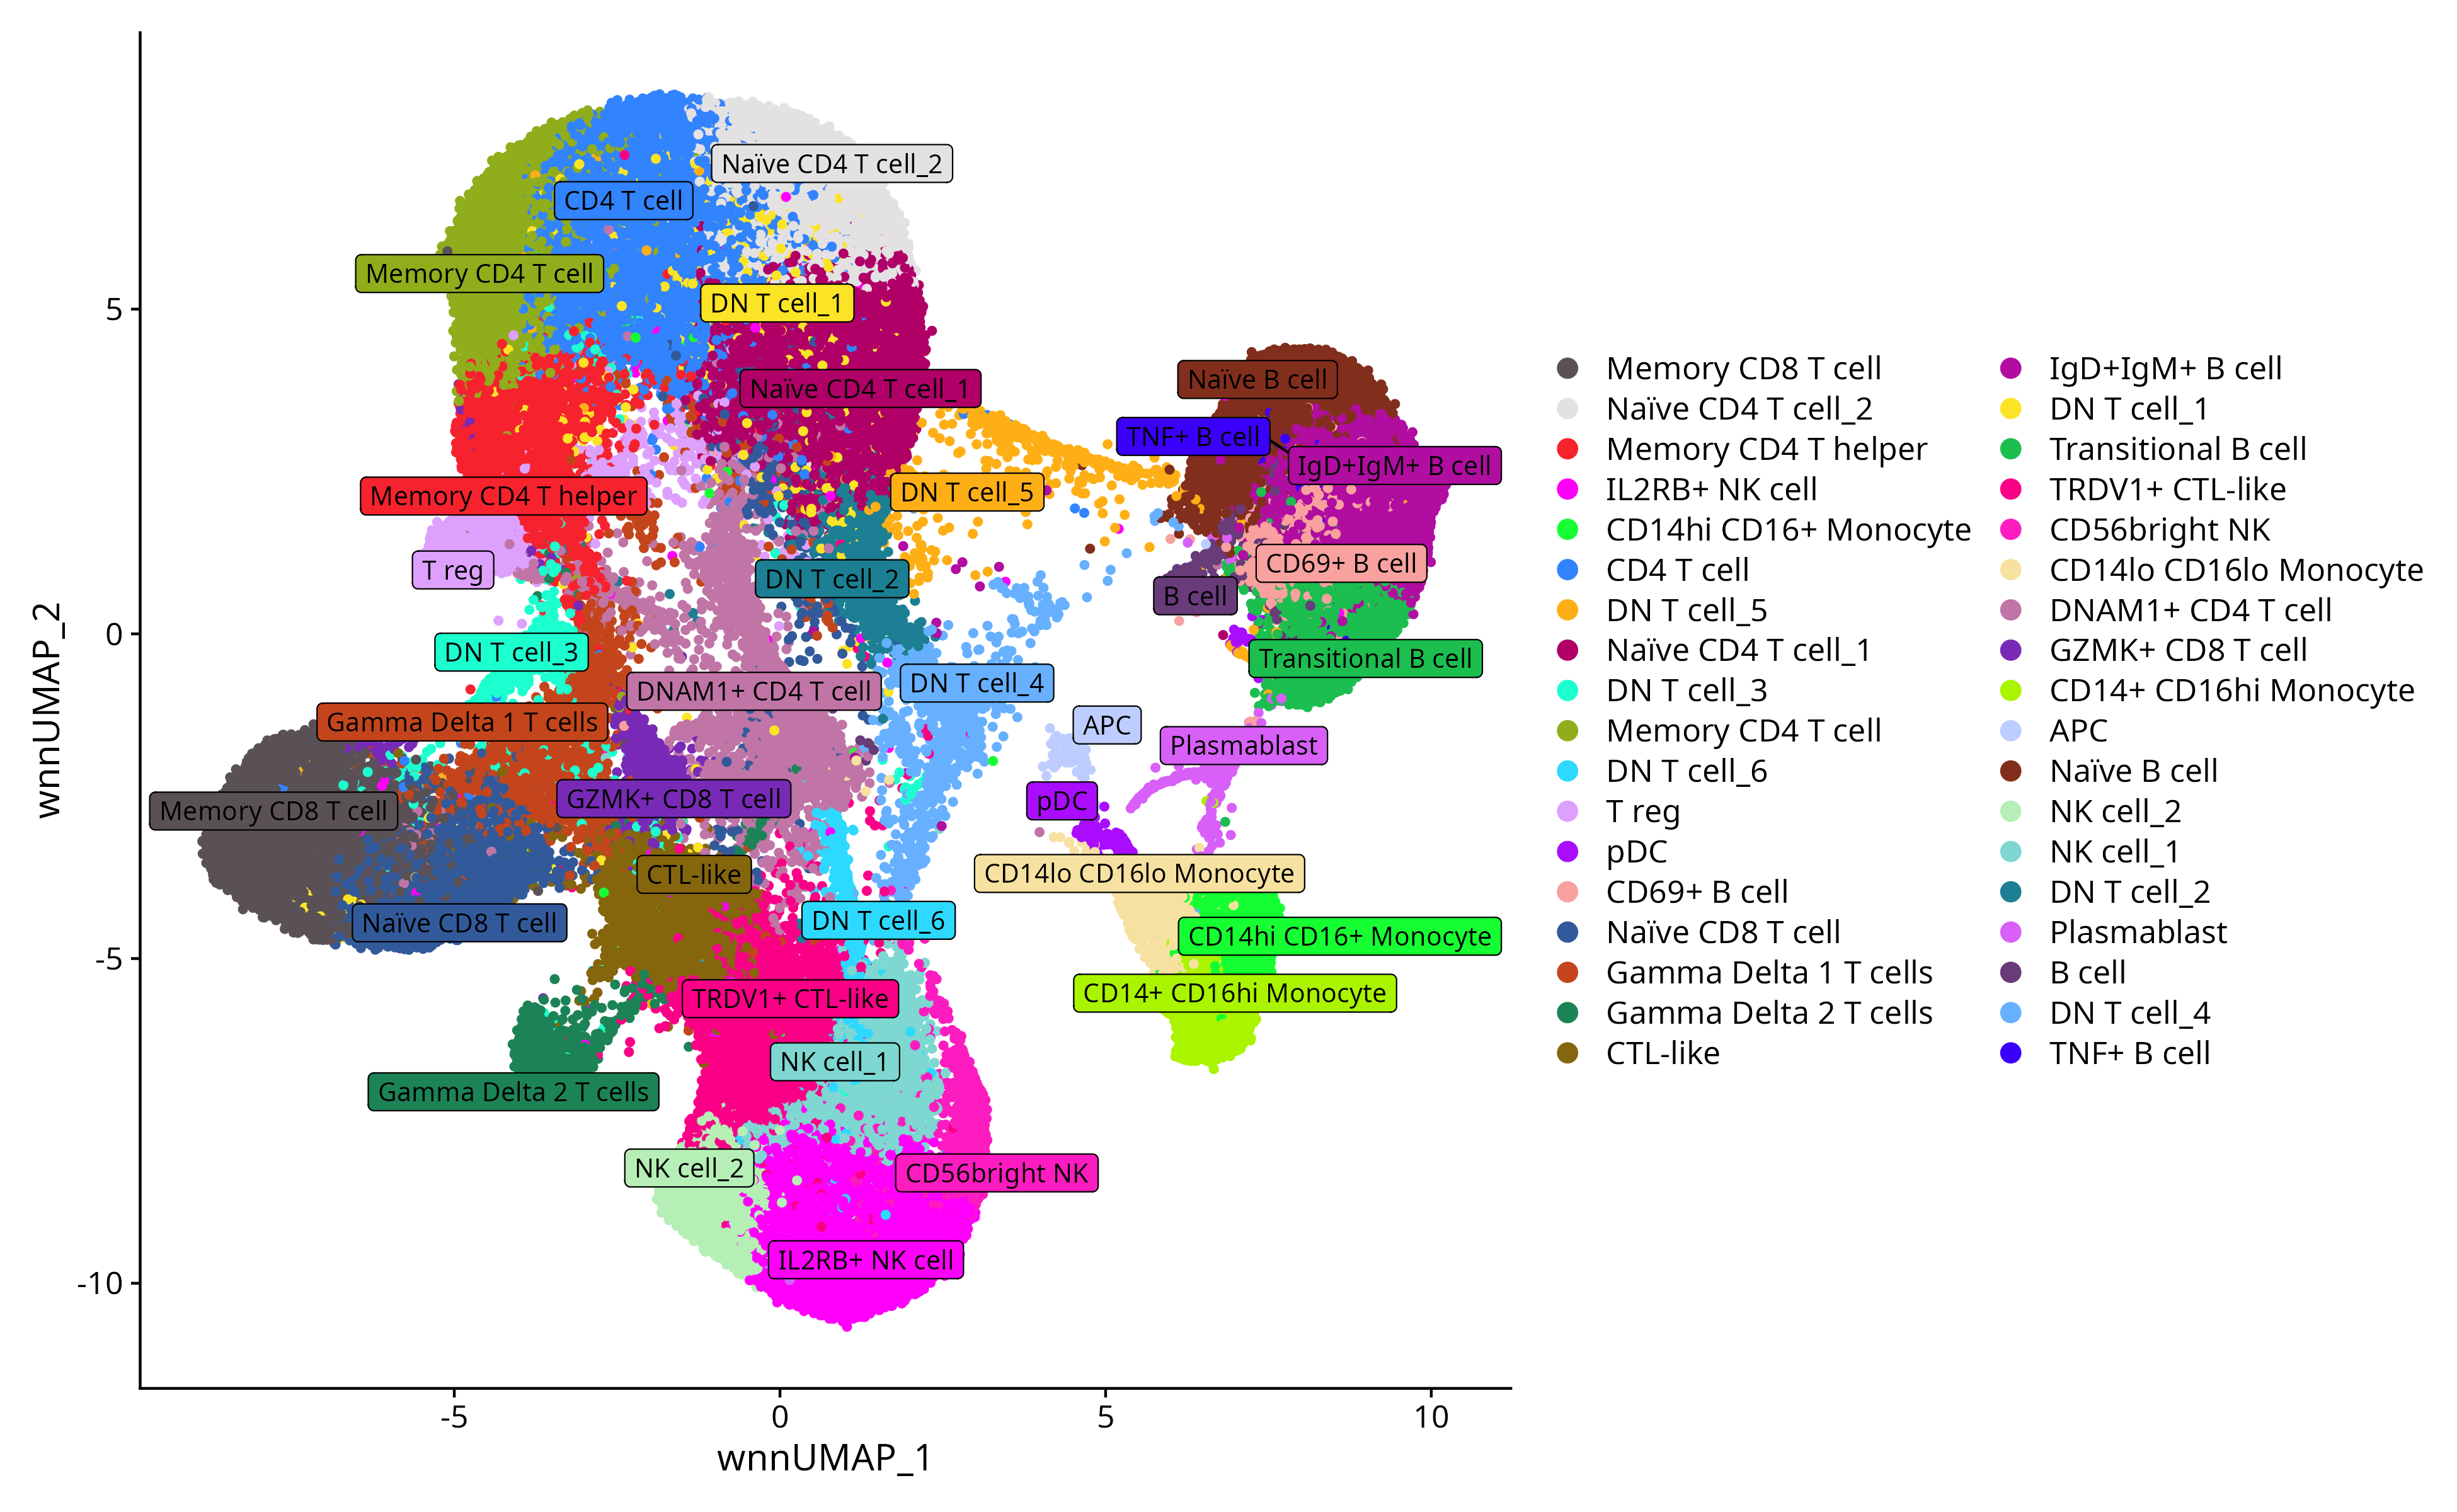 Naïve CD4 T cell_2
CD4 T cell
Memory CD4 T cell
DN T cell_1
Naïve B cell
Naïve CD4 T cell_1
TNF+ B cell
IgD+IgM+ B cell
DN T cell_5
Memory CD4 T helper
CD69+ B cell
T reg
DN T cell_2
B cell
DN T cell_3
Transitional B cell
DN T cell_4
DNAM1+ CD4 T cell
Gamma Delta 1 T cells
APC
Plasmablast
GZMK+ CD8 T cell
pDC
Memory CD8 T cell
CTL-like
CD14lo CD16lo Monocyte
DN T cell_6
Naïve CD8 T cell
CD14hi CD16+ Monocyte
CD14+ CD16hi Monocyte
TRDV1+ CTL-like
NK cell_1
Gamma Delta 2 T cells
NK cell_2
CD56bright NK
IL2RB+ NK cell
5
0
-5
-10
wnnUMAP_2
-5
0
5
10
wnnUMAP_1
Memory CD8 T cell
Naïve CD4 T cell_2
Memory CD4 T helper
IL2RB+ NK cell
CD14hi CD16+ Monocyte
CD4 T cell
DN T cell_5
Naïve CD4 T cell_1
DN T cell_3
Memory CD4 T cell
DN T cell_6
T reg
pDC
CD69+ B cell
Naïve CD8 T cell
Gamma Delta 1 T cells
Gamma Delta 2 T cells
CTL-like
IgD+IgM+ B cell
DN T cell_1
Transitional B cell
TRDV1+ CTL-like
CD56bright NK
CD14lo CD16lo Monocyte
DNAM1+ CD4 T cell
GZMK+ CD8 T cell
CD14+ CD16hi Monocyte
APC
Naïve B cell
NK cell_2
NK cell_1
DN T cell_2
Plasmablast
B cell
DN T cell_4
TNF+ B cell